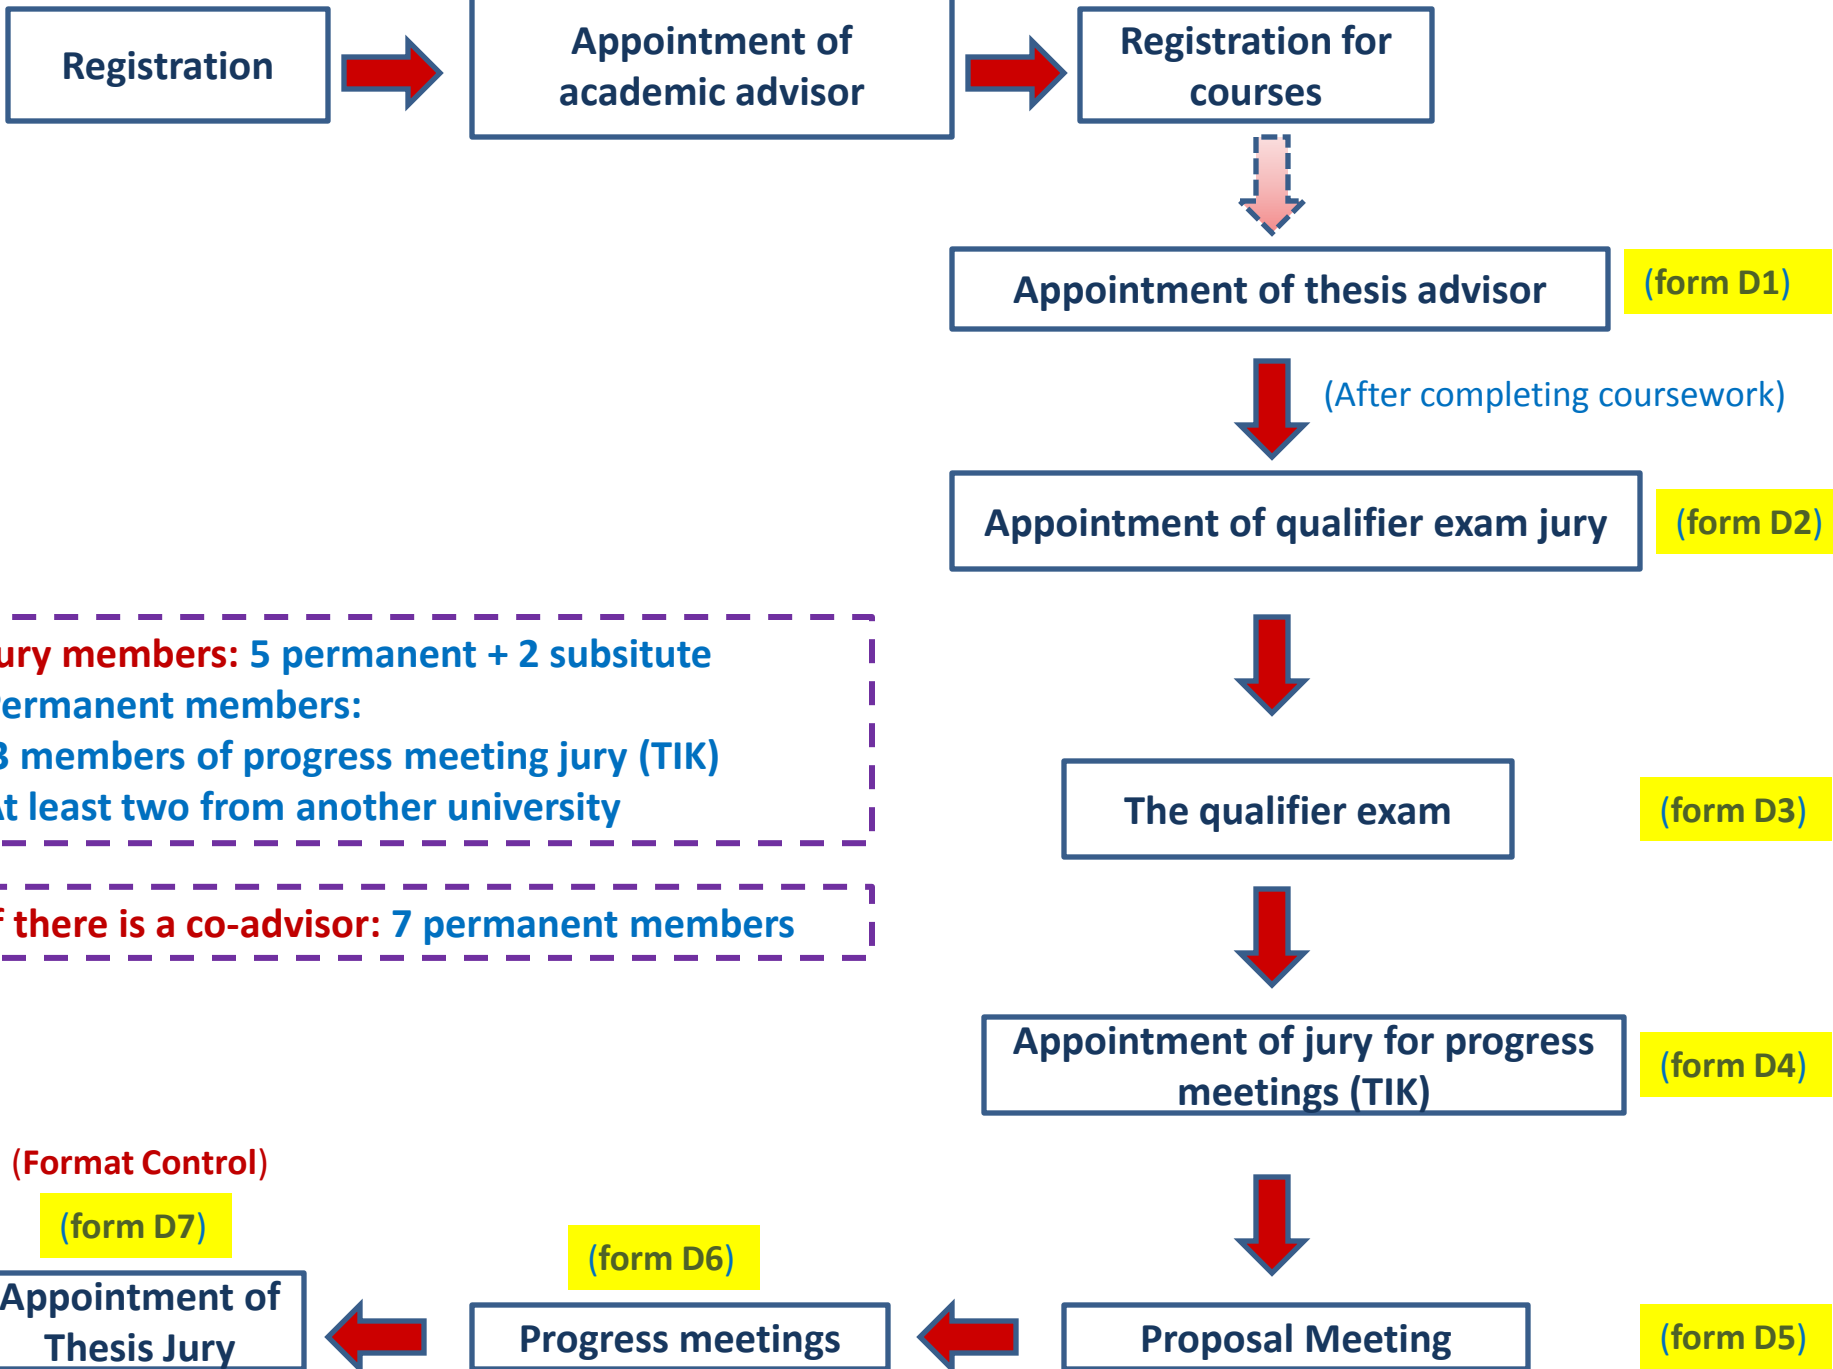 Registration
Appointment of
academic advisor
Registration for
courses
Appointment of thesis advisor
(form D1)
(After completing coursework)
Appointment of qualifier exam jury
(form D2)
members: 5 permanent + 2 subsitute
members:
3 members of progress meeting jury (TIK)
At least two from another university
The qualifier exam
(form D3)
if there is a co-advisor: 7 permanent members
Appointment of jury for progress
meetings (TIK)
(form D4)
(Format Control)
(form D7)
(form D6)
Appointment of
Thesis Jury
Progress meetings
Proposal Meeting
(form D5)